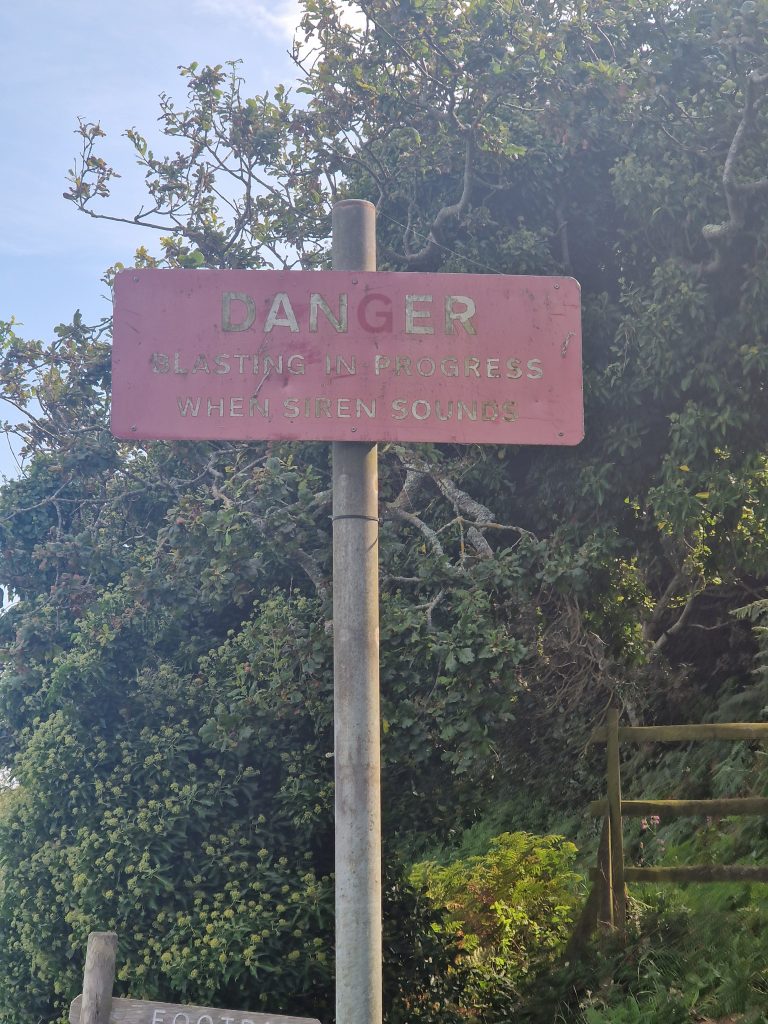 DANGER
BLASTING IN PROGRESS
WHEN SIREN SOUNDS